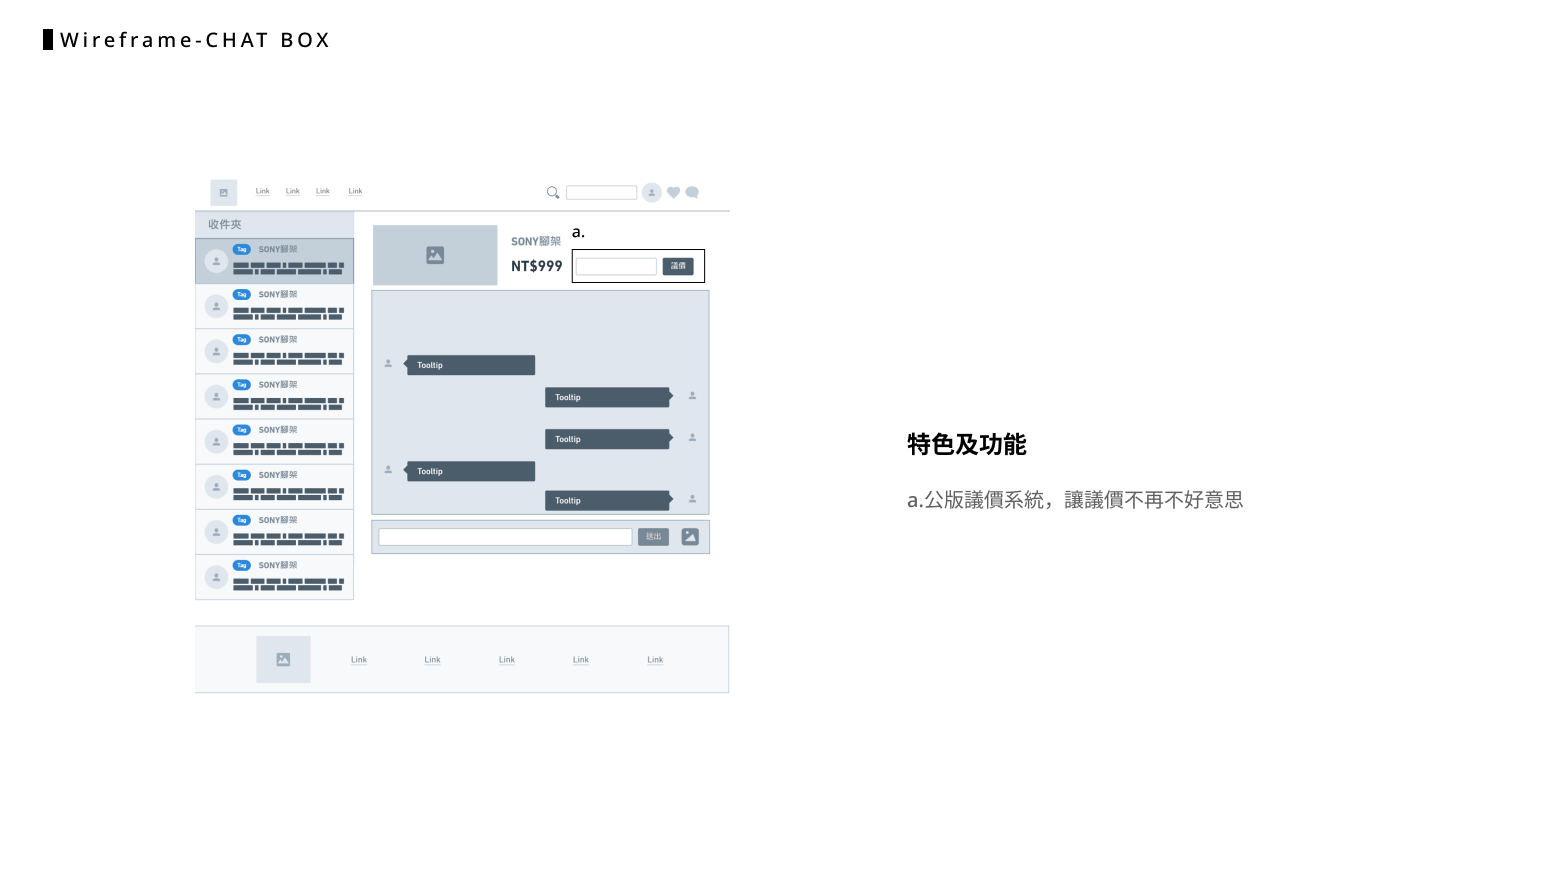 Wireframe-CHAT BOX
Link Link Link Link
收件夾
Tag SONY腳架
Tag SONY腳架
Tag SONY腳架
Tag SONY腳架
Tag SONY腳架
Tag SONY腳架
Tag SONY腳架
Tag SONY腳架
SONY腳架
NT$999
a.
議價
Tooltip
Tooltip
Tooltip
Tooltip
Tooltip
送出
Link Link Link Link Link
特色及功能
a.公版議價系統，讓議價不再不好意思